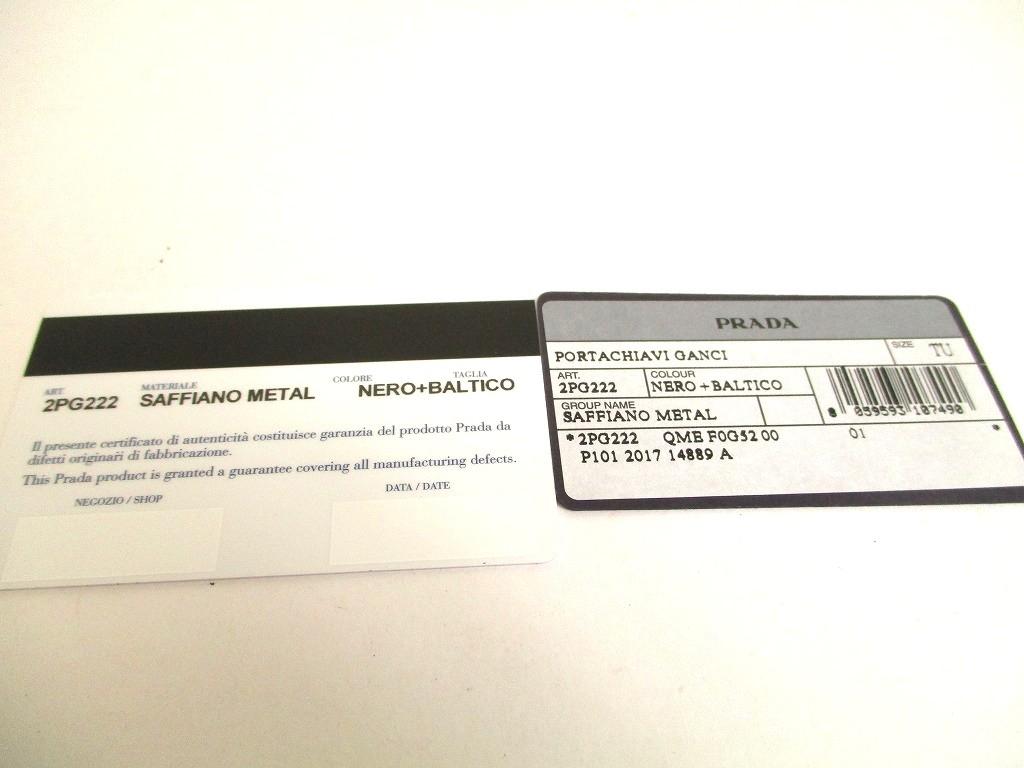 ART. MATERIALE COLORE TAGLIA
2PG222 SAFFIANO METAL NERO+BALTICO
Il presente certificato di autenticità costituisce garanzia del prodotto Prada da
difetti originari di fabbricazione.
This Prada product is granted a guarantee covering all manufacturing defects.
NEGOZIO / SHOP DATA / DATE
PRADA
PORTACHIAVI GANCI SIZE TU
ART. COLOUR
2PG222 NERO+BALTICO
GROUP NAME
SAFFIANO METAL
8 059593 107490
*2PG222 QME F0G52 00 01 *
P101 2017 14889 A